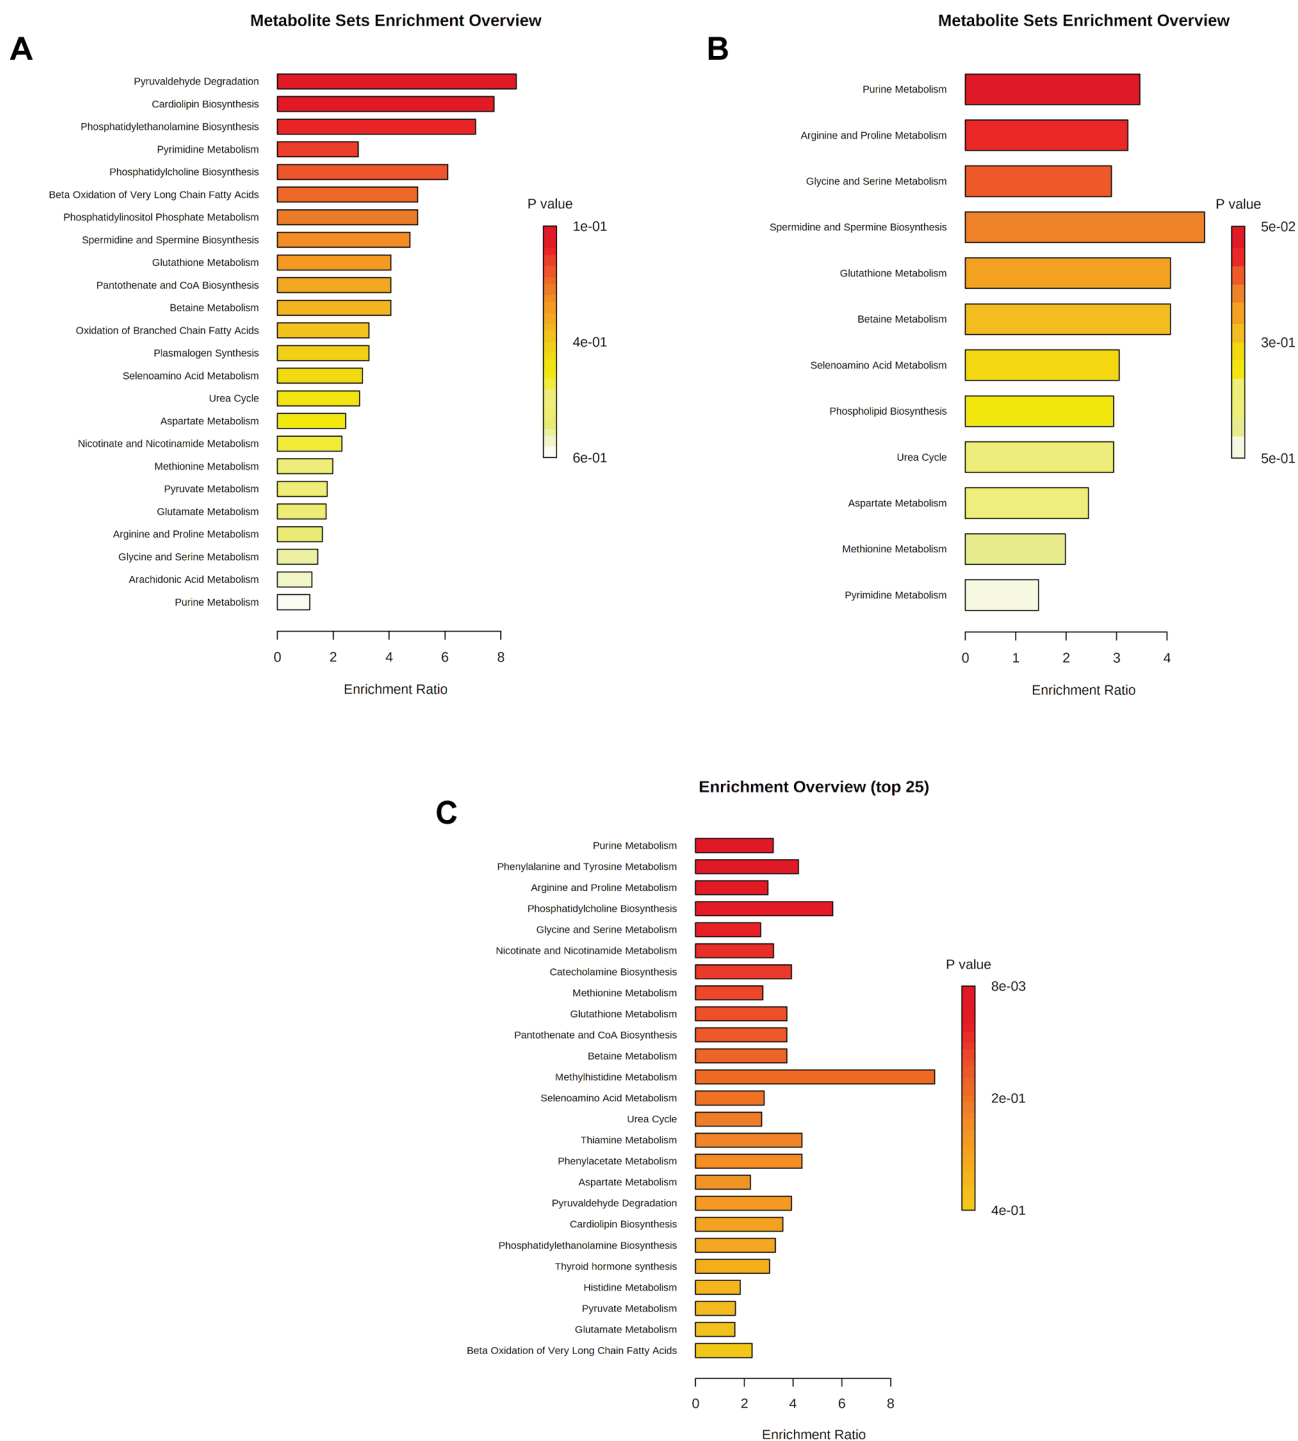 Metabolite Sets Enrichment Overview
A
Pyruvaldehyde Degradation
Cardiolipin Biosynthesis
Phosphatidylethanolamine Biosynthesis
Pyrimidine Metabolism
Phosphatidylcholine Biosynthesis
Beta Oxidation of Very Long Chain Fatty Acids
Phosphatidylinositol Phosphate Metabolism
Spermidine and Spermine Biosynthesis
Glutathione Metabolism
Pantothenate and CoA Biosynthesis
Betaine Metabolism
Oxidation of Branched Chain Fatty Acids
Plasmalogen Synthesis
Selenoamino Acid Metabolism
Urea Cycle
Aspartate Metabolism
Nicotinate and Nicotinamide Metabolism
Methionine Metabolism
Pyruvate Metabolism
Glutamate Metabolism
Arginine and Proline Metabolism
Glycine and Serine Metabolism
Arachidonic Acid Metabolism
Purine Metabolism
0 2 4 6 8
Enrichment Ratio
P value
1e-01
4e-01
6e-01
Metabolite Sets Enrichment Overview
B
Purine Metabolism
Arginine and Proline Metabolism
Glycine and Serine Metabolism
Spermidine and Spermine Biosynthesis
Glutathione Metabolism
Betaine Metabolism
Selenoamino Acid Metabolism
Phospholipid Biosynthesis
Urea Cycle
Aspartate Metabolism
Methionine Metabolism
Pyrimidine Metabolism
0 1 2 3 4
Enrichment Ratio
P value
5e-02
3e-01
5e-01
Enrichment Overview (top 25)
C
Purine Metabolism
Phenylalanine and Tyrosine Metabolism
Arginine and Proline Metabolism
Phosphatidylcholine Biosynthesis
Glycine and Serine Metabolism
Nicotinate and Nicotinamide Metabolism
Catecholamine Biosynthesis
Methionine Metabolism
Glutathione Metabolism
Pantothenate and CoA Biosynthesis
Betaine Metabolism
Methylhistidine Metabolism
Selenoamino Acid Metabolism
Urea Cycle
Thiamine Metabolism
Phenylacetate Metabolism
Aspartate Metabolism
Pyruvaldehyde Degradation
Cardiolipin Biosynthesis
Phosphatidylethanolamine Biosynthesis
Thyroid hormone synthesis
Histidine Metabolism
Pyruvate Metabolism
Glutamate Metabolism
Beta Oxidation of Very Long Chain Fatty Acids
0 2 4 6 8
Enrichment Ratio
P value
8e-03
2e-01
4e-01